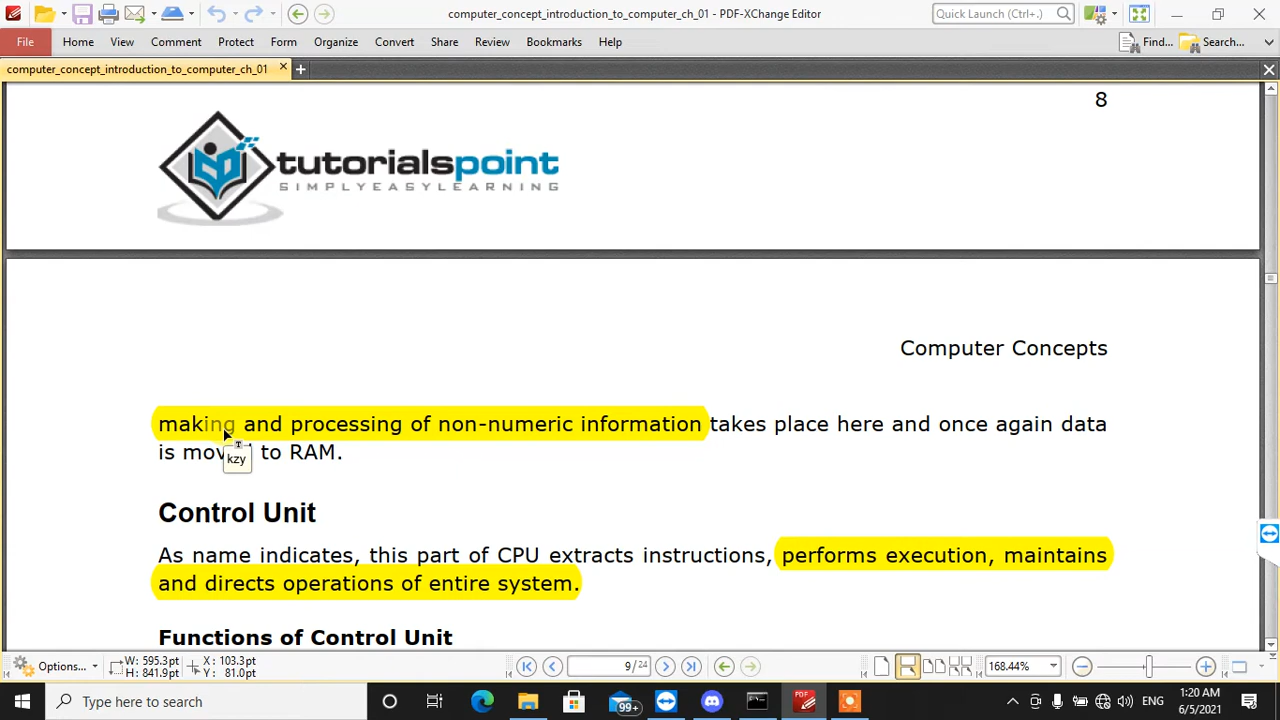 computer_concept_introduction_to_computer_ch_01 - PDF-XChange Edi
Quick Launch (Ctrl+.)
File Home View Comment Protect Form Organize Convert Share Review Bookmarks Help Find... Search...
computer_concept_introduction_to_computer_ch_01
8
tutorialspoint
SIMPLYEASYLEARNING
Computer Concepts
making and processing of non-numeric information takes place here and once again data
is to RAM.
kzy
Control Unit
As name indicates, this part of CPU extracts instructions, performs execution, maintains
and directs operations of entire system.
Functions of Control Unit
Options... W: 595.3pt X: 103.3pt 9 / 24 168.44%
H: 841.9pt Y: 81.0pt
Type here to search 99+ PDF ENG 1:20 AM
6/5/2021